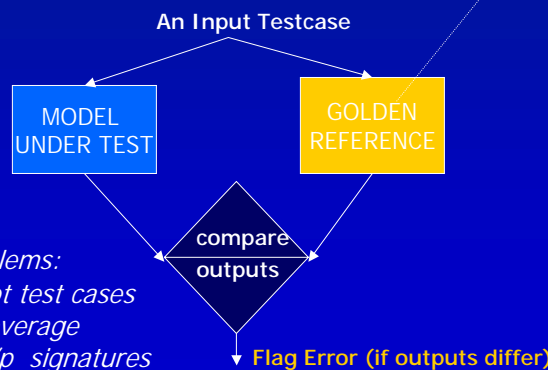 An Input Testcase
MODEL
UNDER TEST
GOLDEN
REFERENCE
compare
outputs
lems:
t test cases
verage
/p signatures
Flag Error (if outputs differ)